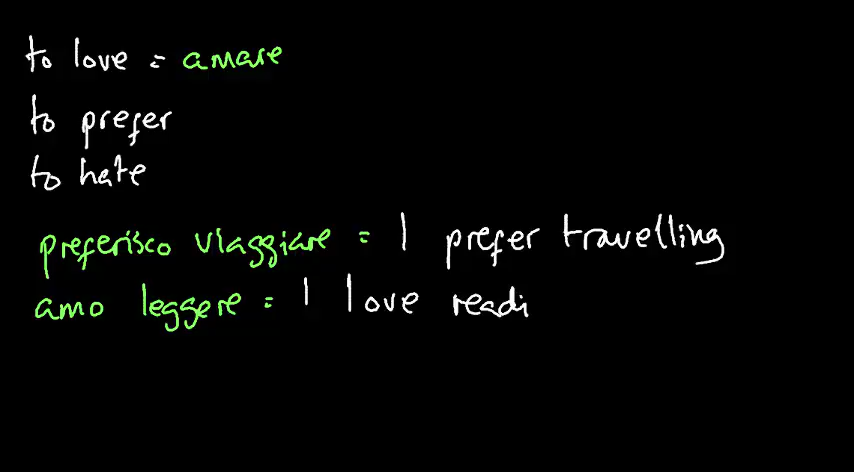 to love = amare
to prefer
to hate
preferisco viaggiare = I prefer travelling
amo leggere = I love readi